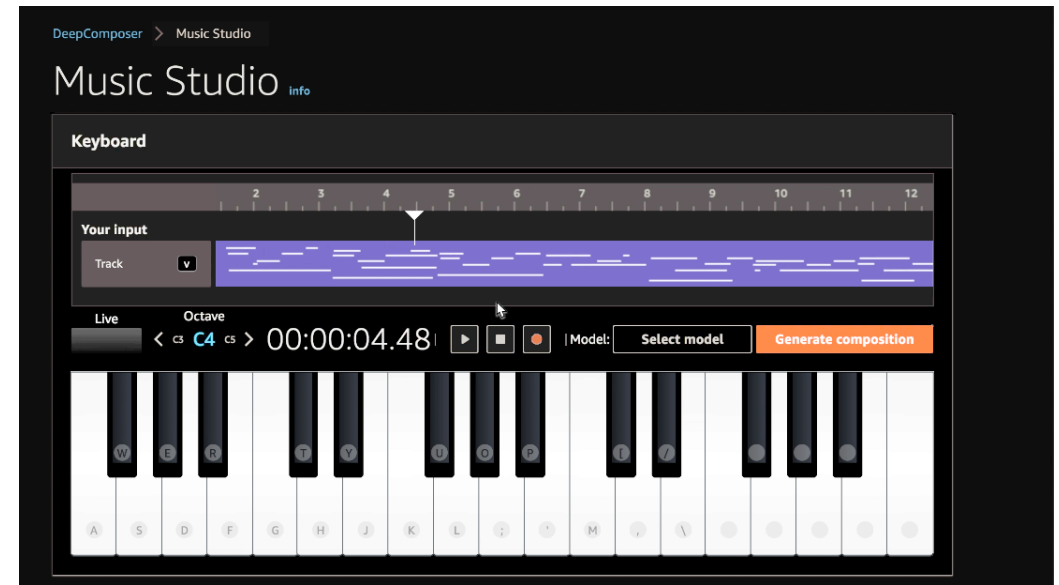 DeepComposer > Music Studio
Music Studio info
Keyboard
2 3 4 5 6 7 8 9 10 11 12
Your input
Track v
Live Octave
< C3 C4 C5 > 00:00:04.48 |Model: Select model Generate composition
W E R T Y U O P [ /
A S D F G H J K L ; ' M , \